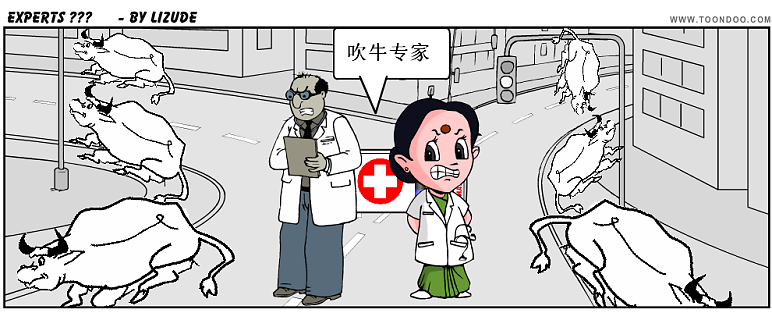 EXPERTS ??? - BY LIZUDE
WWW.TOONDOO.COM
吹牛专家